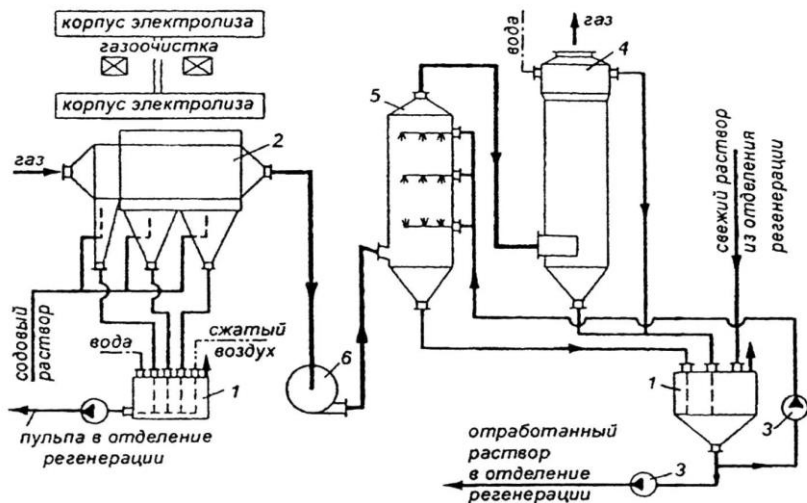 корпус электролиза
газоочистка
корпус электролиза
газ
2
содовый
раствор
вода
сжатый
воздух
1
пульпа в отделение
регенерации
6
5
вода
газ
4
свежий раствор
из отделения
регенерации
1
3
отработанный
раствор
в отделение
регенерации
3